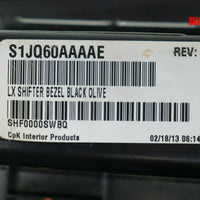 S1JQ60AAAAE REV:
LX SHIFTER BEZEL BLACK OLIVE
SHF0000SWBQ
CpK Interior Products 02/18/13 06:14